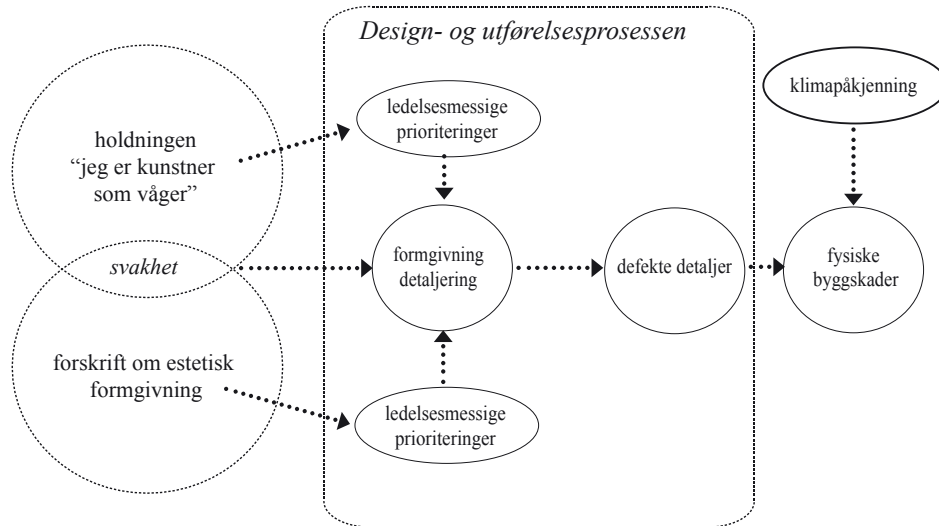 Design- og utførelsesprosessen
holdningen
“jeg er kunstner
som våger”
svakhet
forskrift om estetisk
formgivning
ledelsesmessige
prioriteringer
formgivning
detaljering
ledelsesmessige
prioriteringer
defekte detaljer
klimapåkjenning
fysiske
byggskader